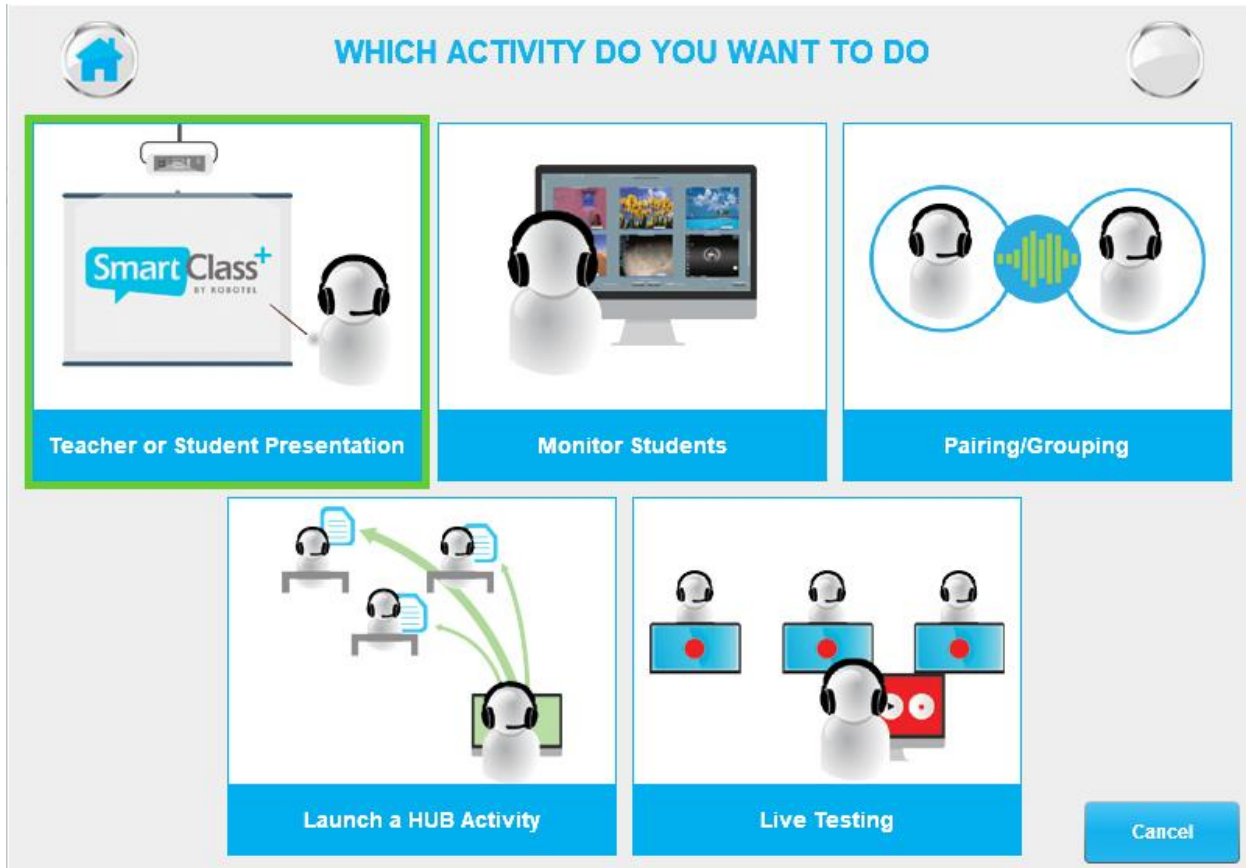 WHICH ACTIVITY DO YOU WANT TO DO
SmartClass+
BY ROBOTEL
Teacher or Student Presentation
Monitor Students
Pairing/Grouping
Launch a HUB Activity
Live Testing
Cancel